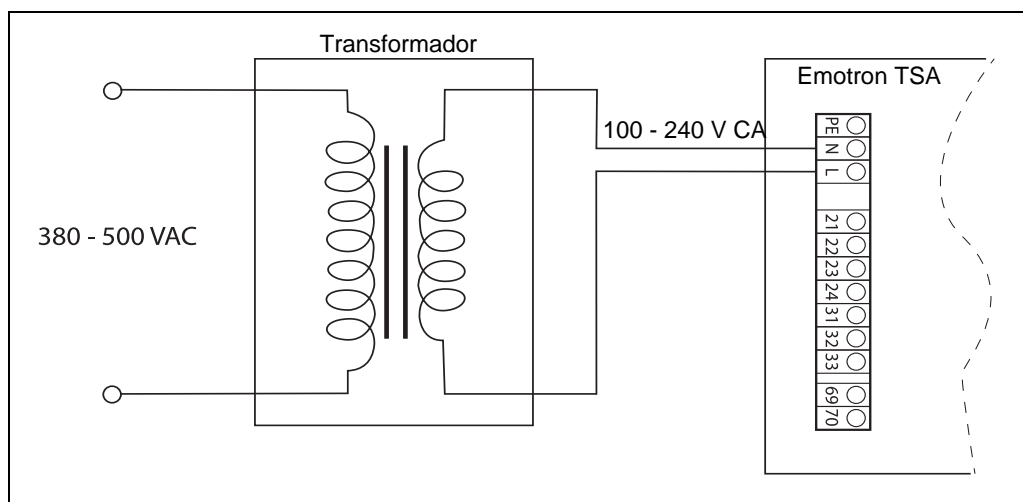 Transformador
Emotron TSA
100 - 240 V CA
380 - 500 VAC
PE
N
L
21
22
23
24
31
32
33
69
70